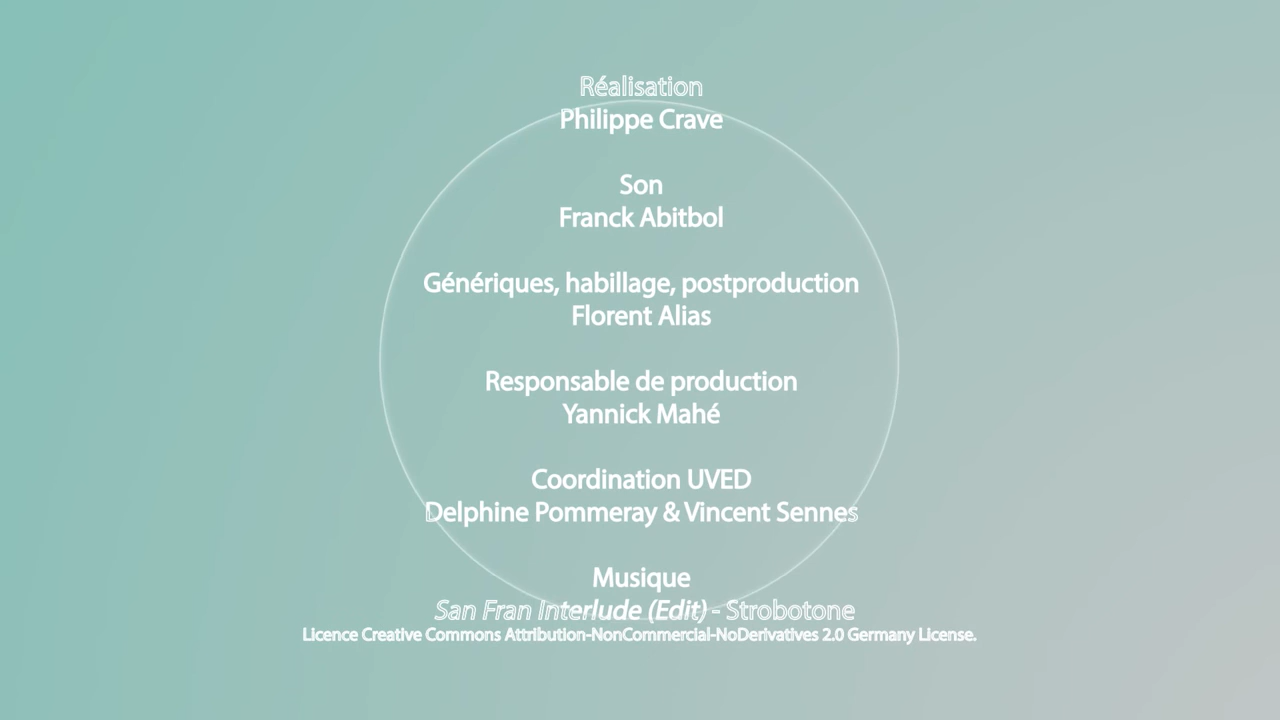 Réalisation
Philippe Crave
Son
Franck Abitbol
Génériques, habillage, postproduction
Florent Alias
Responsable de production
Yannick Mahé
Coordination UVED
Delphine Pommeray & Vincent Sennes
Musique
San Fran Interlude (Edit) - Strobotone
Licence Creative Commons Attribution-NonCommercial-NoDerivatives 2.0 Germany License.